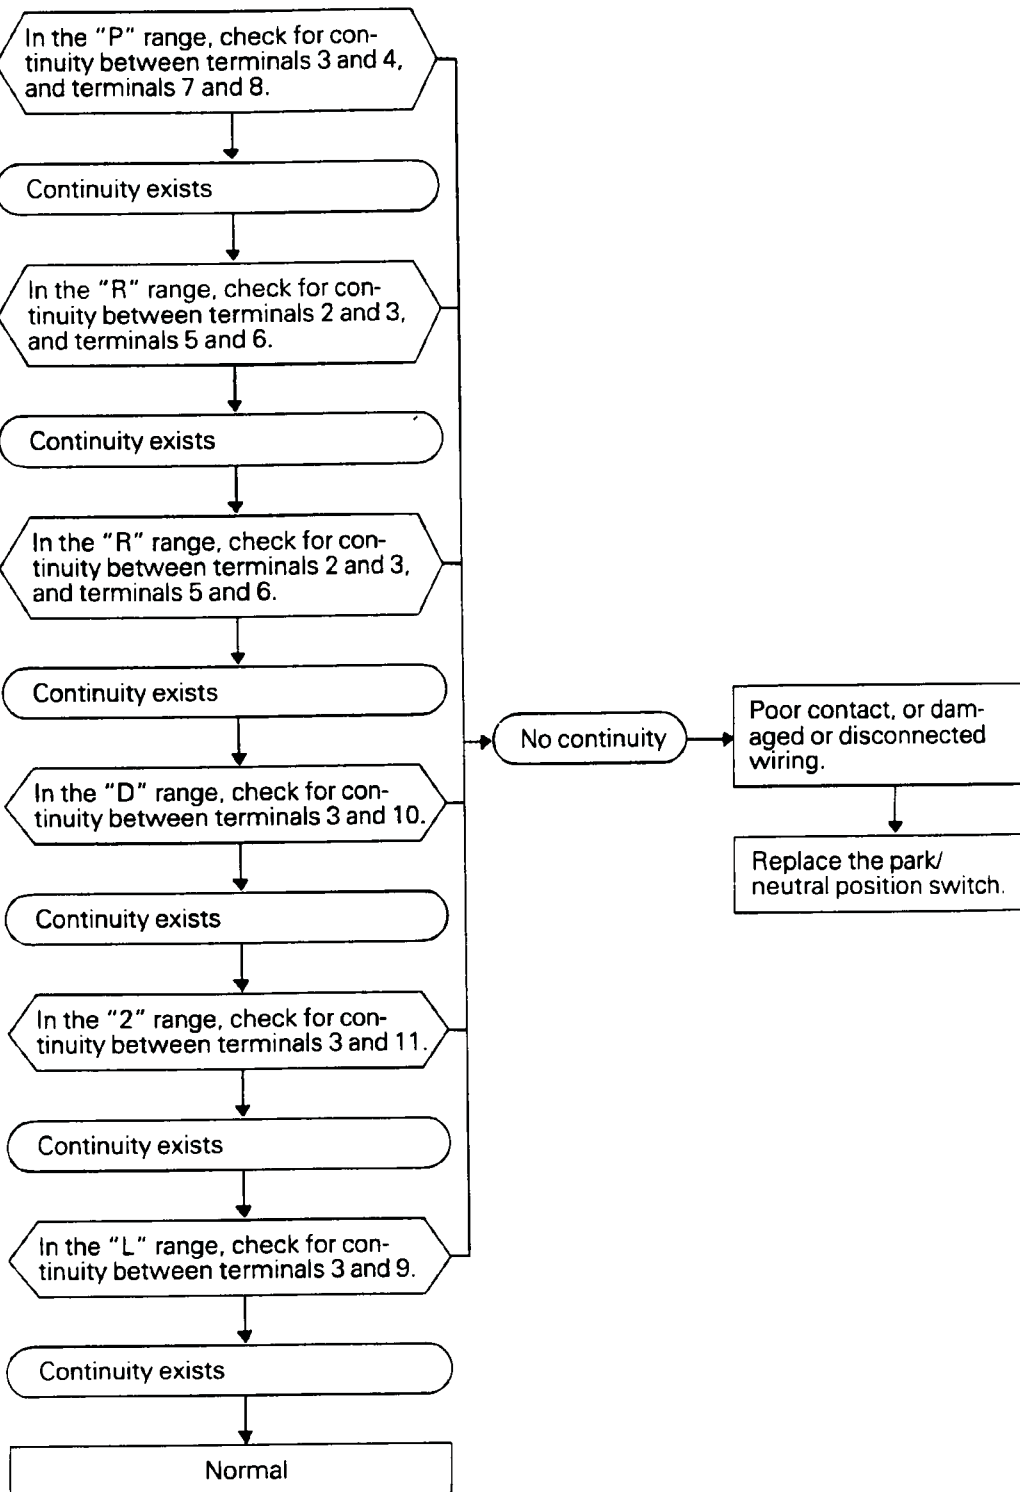 In the "P" range, check for con-
tinuity between terminals 3 and 4,
and terminals 7 and 8.
Continuity exists
In the "R" range, check for con-
tinuity between terminals 2 and 3,
and terminals 5 and 6.
Continuity exists
In the "R" range, check for con-
tinuity between terminals 2 and 3,
and terminals 5 and 6.
Continuity exists
In the "D" range, check for con-
tinuity between terminals 3 and 10.
Continuity exists
In the "2" range, check for con-
tinuity between terminals 3 and 11.
Continuity exists
In the "L" range, check for con-
tinuity between terminals 3 and 9.
Continuity exists
Normal
No continuity
Poor contact, or dam-
aged or disconnected
wiring.
Replace the park/
neutral position switch.